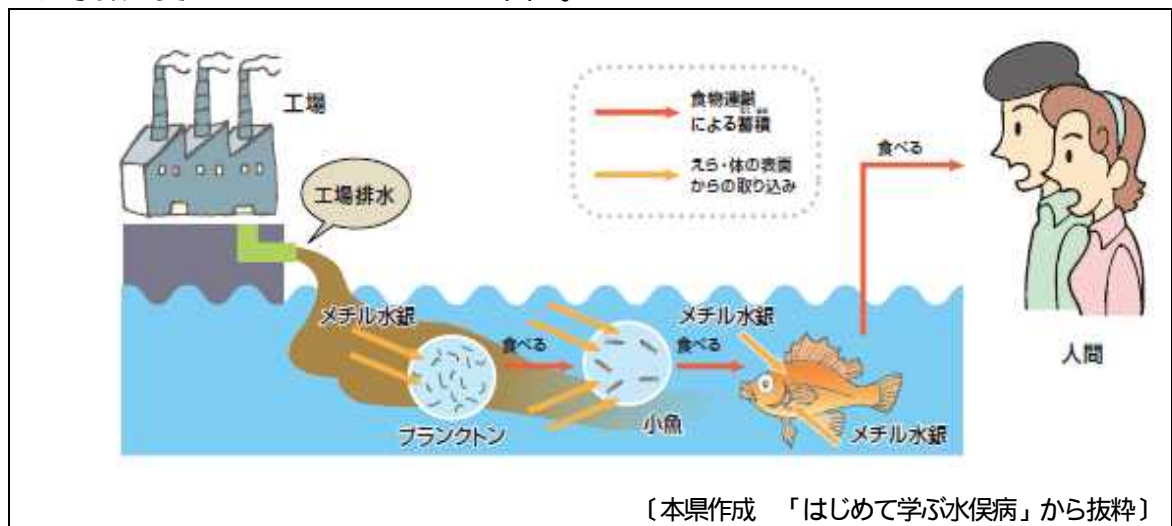 工場
工場排水
食物連鎖
による蓄積
えら・体の表面
からの取り込み
食べる
メチル水銀
食べる
メチル水銀
食べる
プランクトン
小魚
メチル水銀
人間
〔本県作成 「はじめて学ぶ水俣病」から抜粋〕